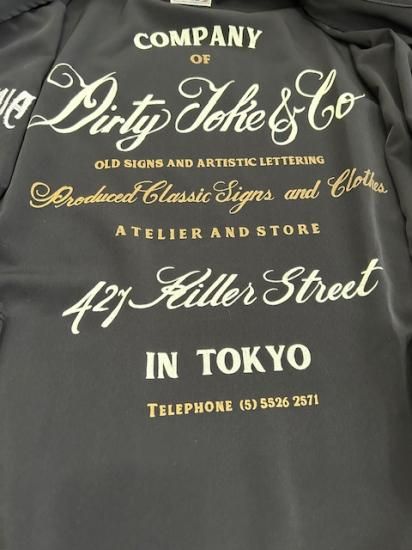 COMPANY
OF
Dirty Joke & Co
OLD SIGNS AND ARTISTIC LETTERING
Produced Classic Signs and Clothes
ATELIER AND STORE
427 Killer Street
IN TOKYO
TELEPHONE (5) 5526 2571